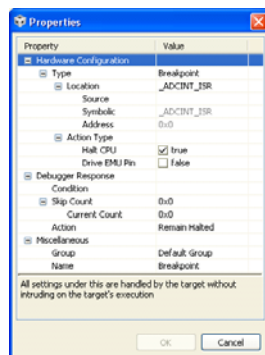 Properties
Property Value
Hardware Configuration
Type Breakpoint
Location _ADCINT_ISR
Source
Symbolic _ADCINT_ISR
Address 0x0
Action Type
Halt CPU true
Drive EMU Pin false
Debugger Response
Condition
Skip Count 0x0
Current Count 0x0
Action Remain Halted
Miscellaneous
Group Default Group
Name Breakpoint
All settings under this are handled by the target without
intruding on the target's execution
OK Cancel